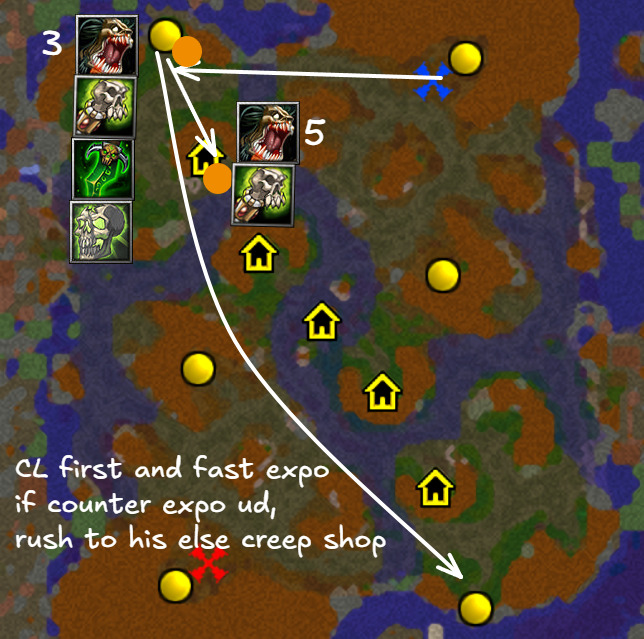 3
5
CL first and fast expo
if counter expo ud,
rush to his else creep shop